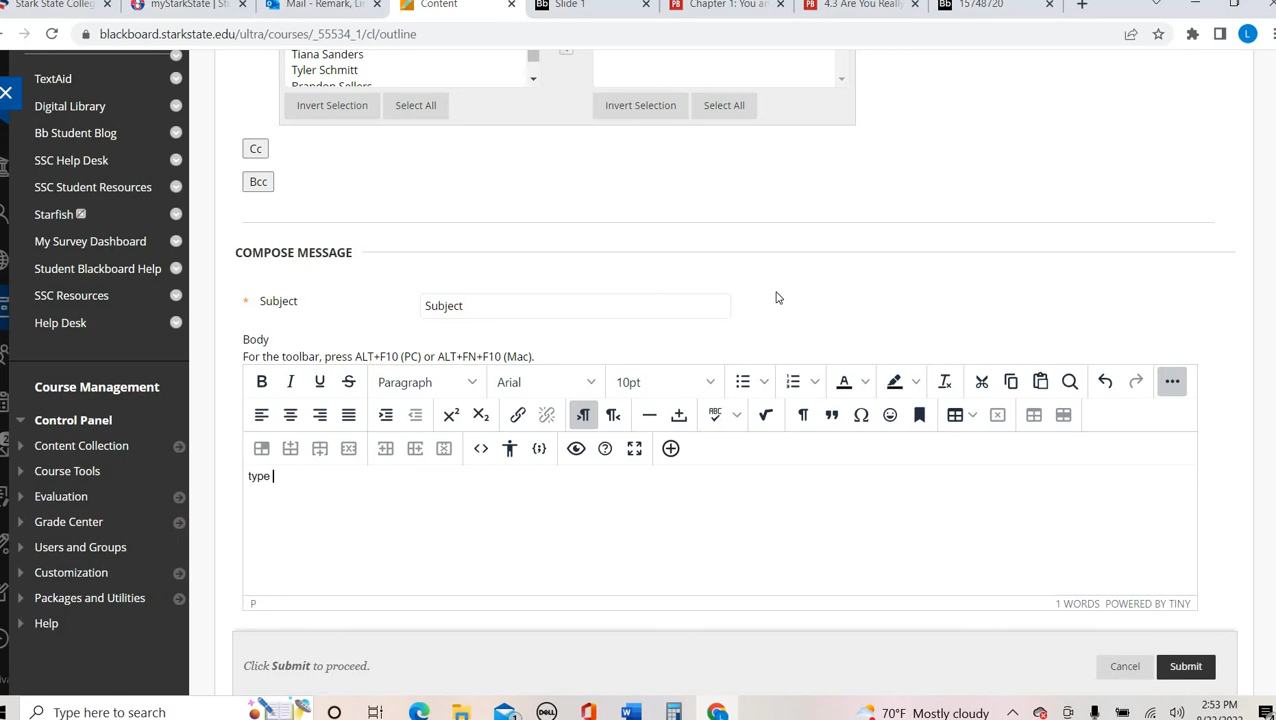 Stark State Colleg
myStarkState | St
Mail - Remark, Lin
Content
Slide 1
Chapter 1: You an
4.3 Are You Really
15748720
blackboard.starkstate.edu/ultra/courses/_55534_1/cl/outline
L
TextAid
Digital Library
Bb Student Blog
SSC Help Desk
SSC Student Resources
Starfish
My Survey Dashboard
Student Blackboard Help
SSC Resources
Help Desk
Course Management
Control Panel
Content Collection
Course Tools
Evaluation
Grade Center
Users and Groups
Customization
Packages and Utilities
Help
Tiana Sanders
Tyler Schmitt
Brandon Sellers
Invert Selection Select All
Invert Selection Select All
Cc
Bcc
COMPOSE MESSAGE
* Subject
Subject
Body
For the toolbar, press ALT+F10 (PC) or ALT+FN+F10 (Mac).
Paragraph Arial 10pt
type
P
1 WORDS POWERED BY TINY
Click Submit to proceed.
Cancel Submit
Type here to search
70°F Mostly cloudy
2:53 PM